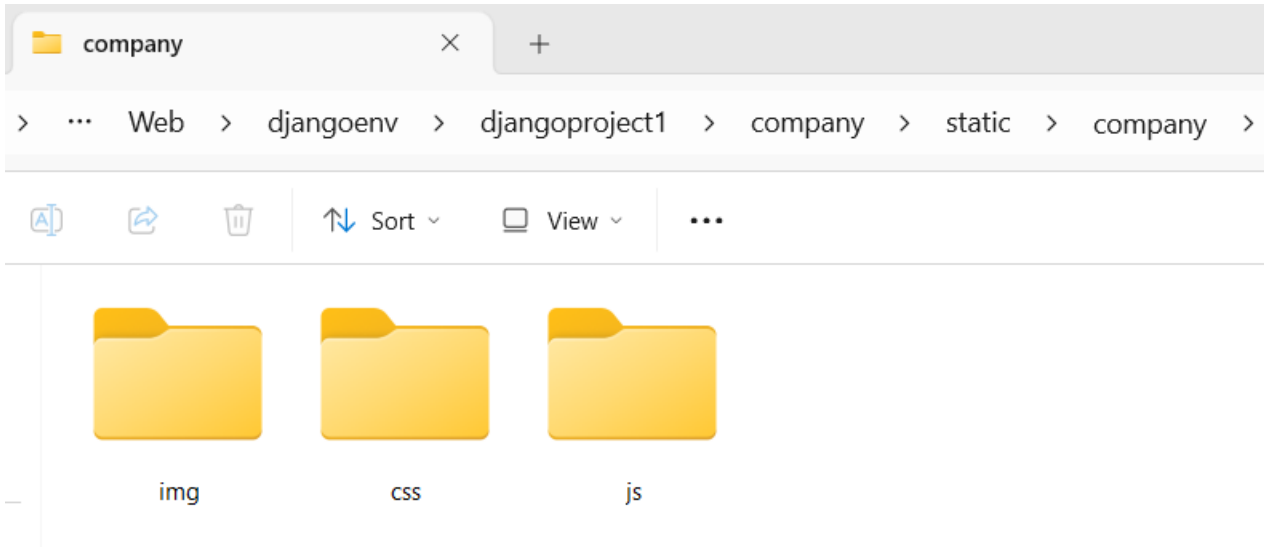 company
Web djangoenv djangoproject1 company static company
A Sort View
img css js